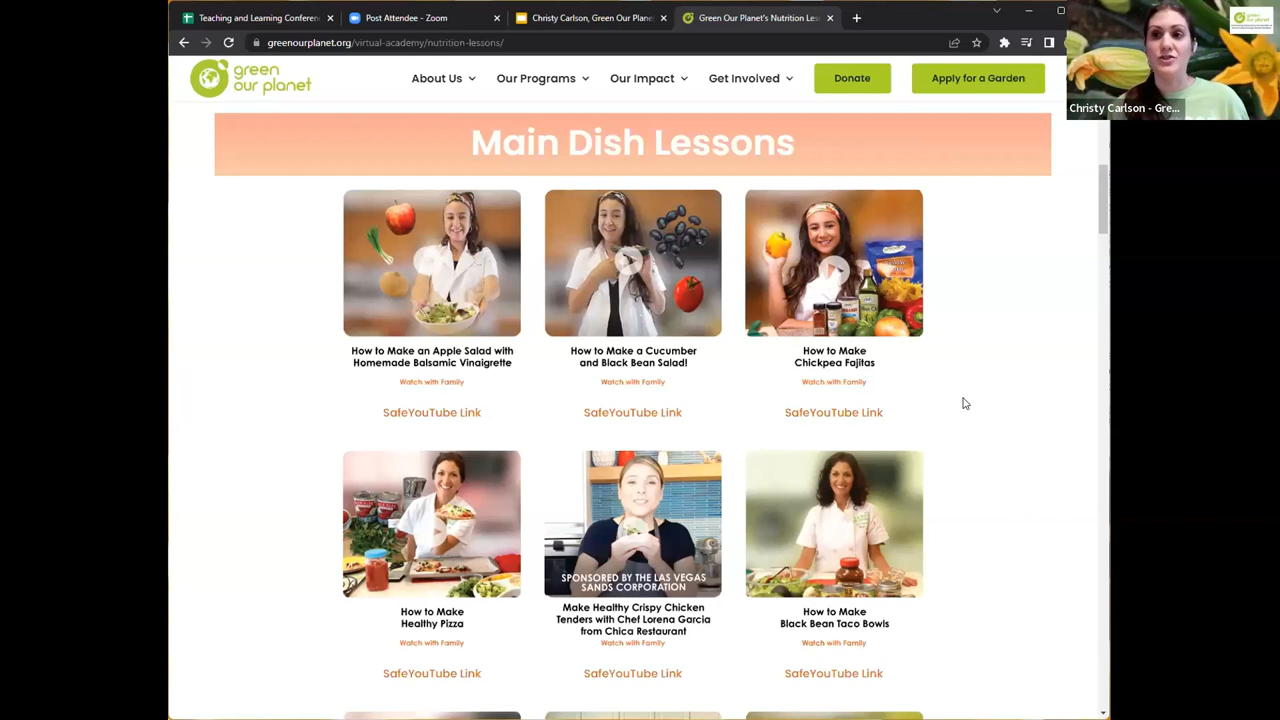 Teaching and Learning Conferen
Post Attendee - Zoom
Christy Carlson, Green Our Plane
Green Our Planet's Nutrition Les
greenourplanet.org/virtual-academy/nutrition-lessons/
green
our planet
About Us
Our Programs
Our Impact
Get Involved
Donate
Apply for a Garden
Christy Carlson - Gre...
Main Dish Lessons
How to Make an Apple Salad with
Homemade Balsamic Vinaigrette
Watch with Family
SafeYouTube Link
How to Make a Cucumber
and Black Bean Salad!
Watch with Family
SafeYouTube Link
How to Make
Chickpea Fajitas
Watch with Family
SafeYouTube Link
How to Make
Healthy Pizza
Watch with Family
SafeYouTube Link
SPONSORED BY THE LAS VEGAS
SANDS CORPORATION
Make Healthy Crispy Chicken
Tenders with Chef Lorena Garcia
from Chica Restaurant
Watch with Family
SafeYouTube Link
How to Make
Black Bean Taco Bowls
Watch with Family
SafeYouTube Link